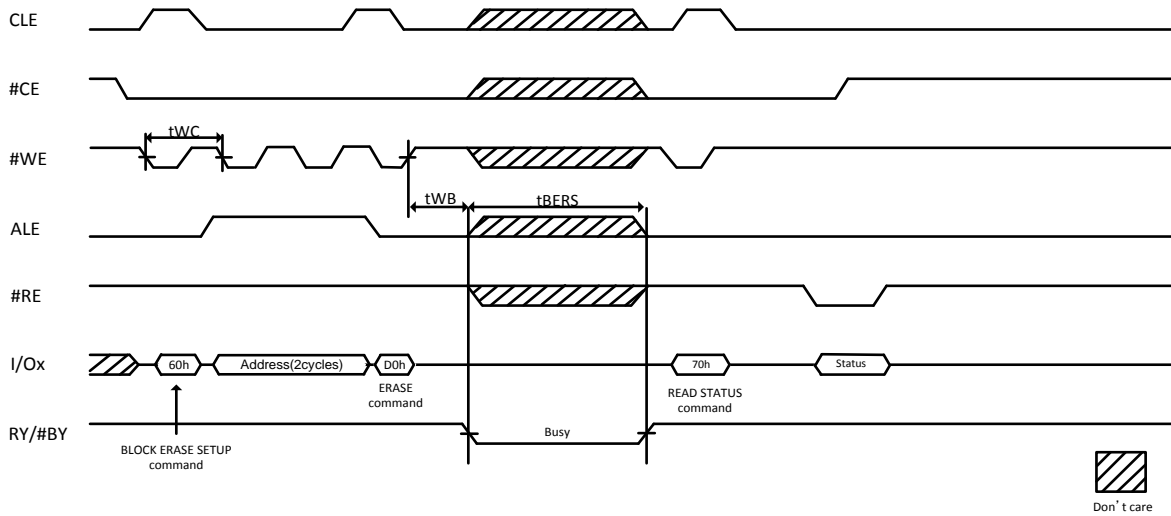 CLE
#CE
tWC
#WE
tWB
tBERS
ALE
#RE
I/Ox
60h
Address(2cycles)
D0h
70h
Status
ERASE
command
READ STATUS
command
RY/#BY
Busy
BLOCK ERASE SETUP
command
Don’t care